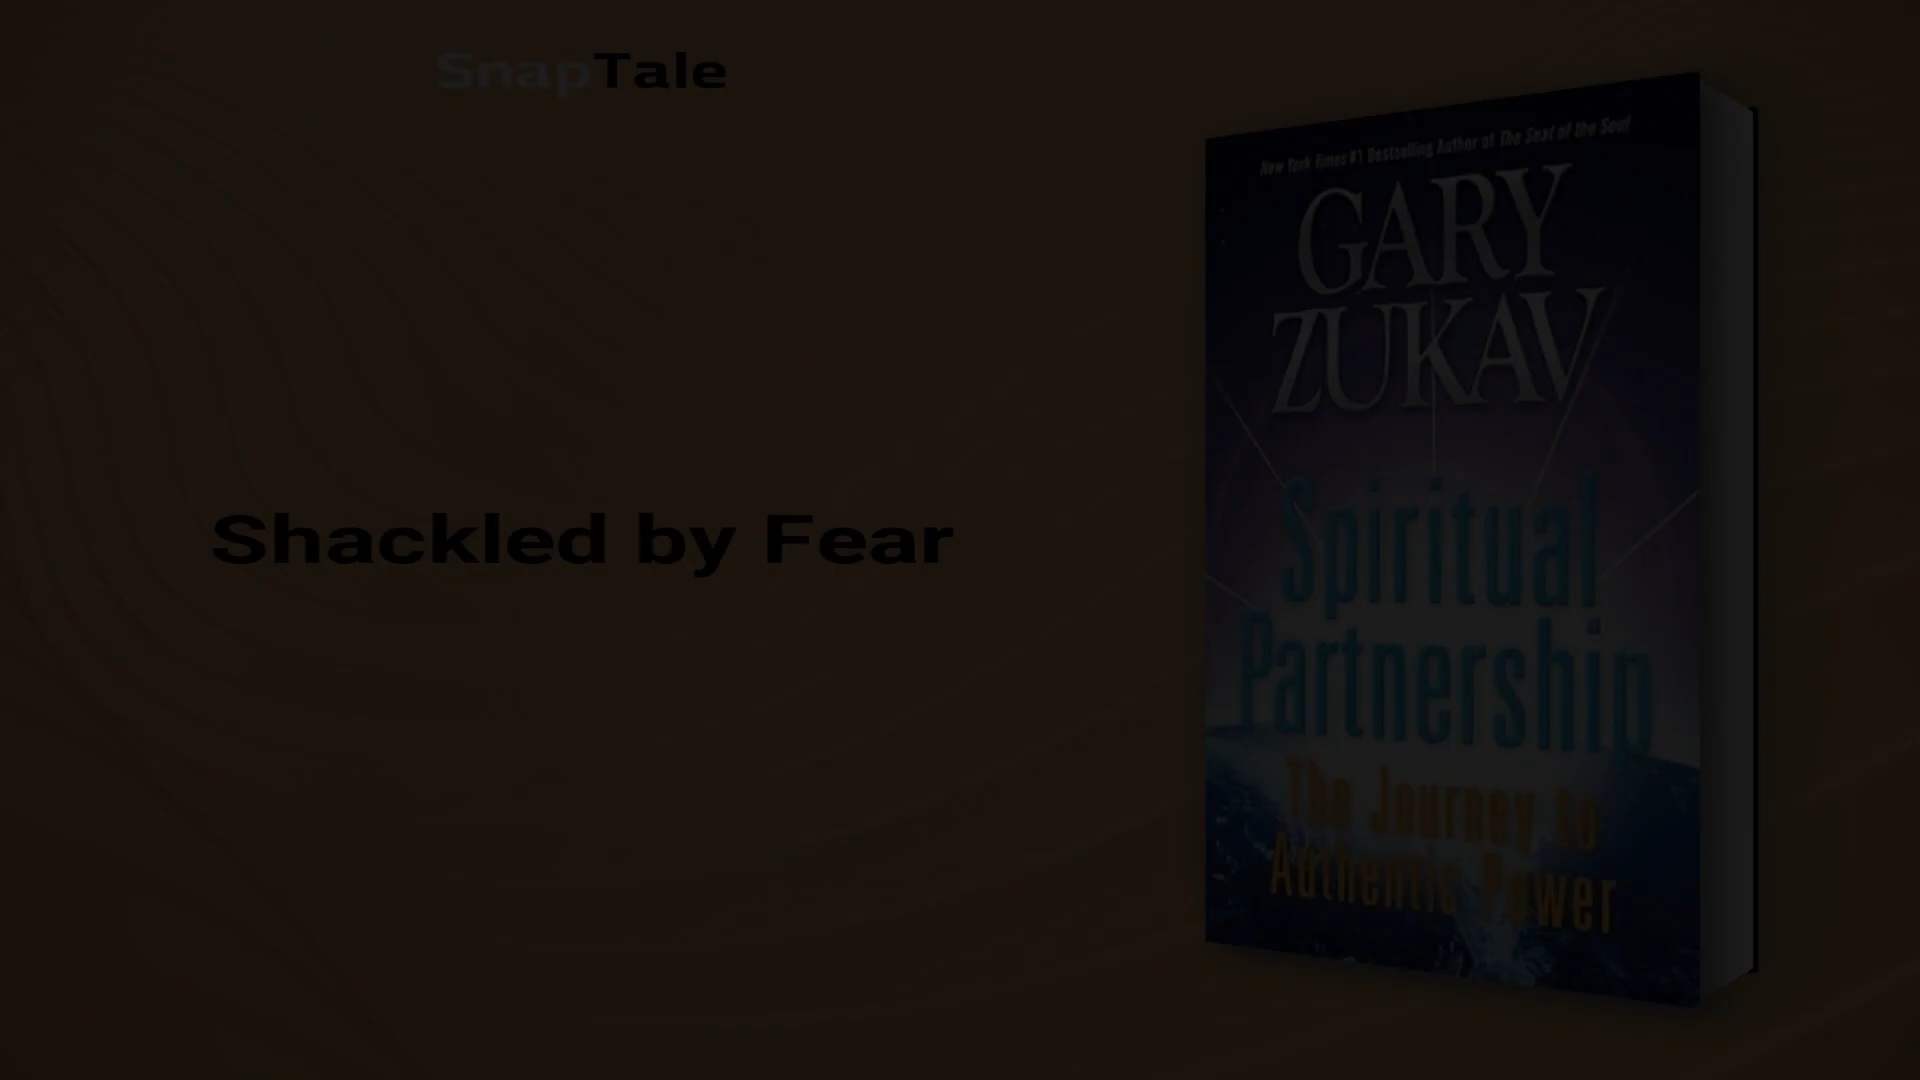 SnapTale
Shackled by Fear
New York Times #1 Bestselling Author of The Seat of the Soul
GARY
ZUKAV
Spiritual
Partnership
The Journey to
Authentic Power